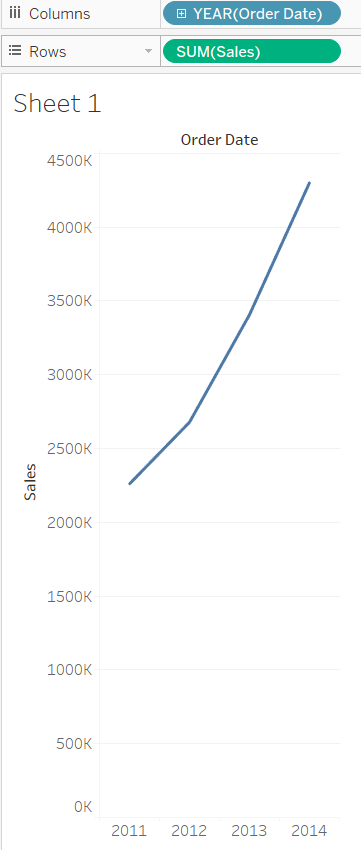 Columns
YEAR(Order Date)
Rows
SUM(Sales)
Sheet 1
Order Date
4500K
4000K
3500K
3000K
2500K
2000K
1500K
1000K
500K
0K
Sales
2011 2012 2013 2014